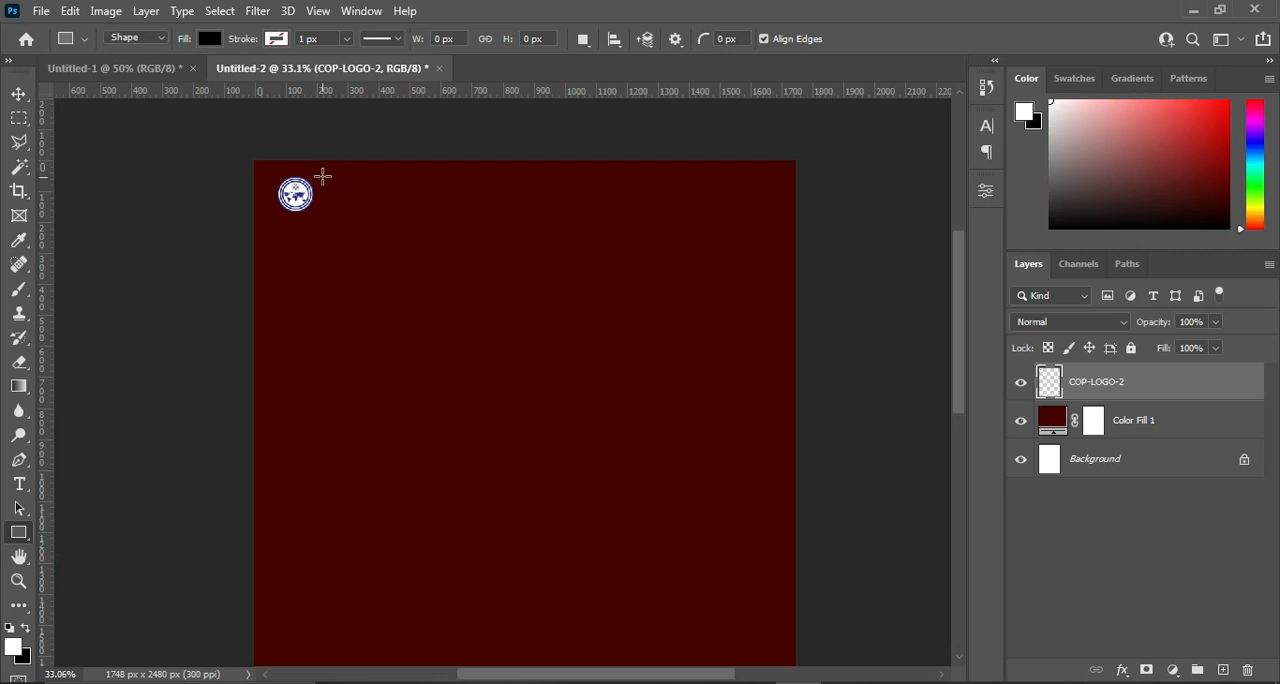 Ps File Edit Image Layer Type Select Filter 3D View Window Help
Shape Fill: Stroke: 1 px W: 0 px H: 0 px 0 px Align Edges
Untitled-1 @ 50% (RGB/8) * × Untitled-2 @ 33.1% (COP-LOGO-2, RGB/8) * ×
600 500 400 300 200 100 0 100 200 300 400 500 600 700 800 900 1000 1100 1200 1300 1400 1500 1600 1700 1800 1900 2000 2100
Color Swatches Gradients Patterns
Layers Channels Paths
Kind
Normal Opacity: 100%
Lock: Fill: 100%
COP-LOGO-2
Color Fill 1
Background
33.06% 1748 px x 2480 px (300 ppi)